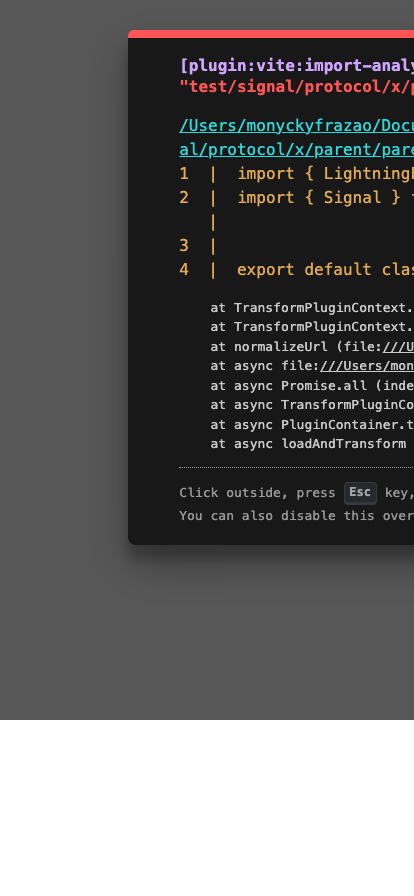 [plugin:vite:import-analy
"test/signal/protocol/x/p
/Users/monyckyfrazao/Docu
al/protocol/x/parent/pare
1  |  import { Lightning
2  |  import { Signal }
   |
3  |
4  |  export default clas
at TransformPluginContext.
at TransformPluginContext.
at normalizeUrl (file:///U
at async file:///Users/mon
at async Promise.all (inde
at async TransformPluginCo
at async PluginContainer.t
at async loadAndTransform
Click outside, press Esc key,
You can also disable this over